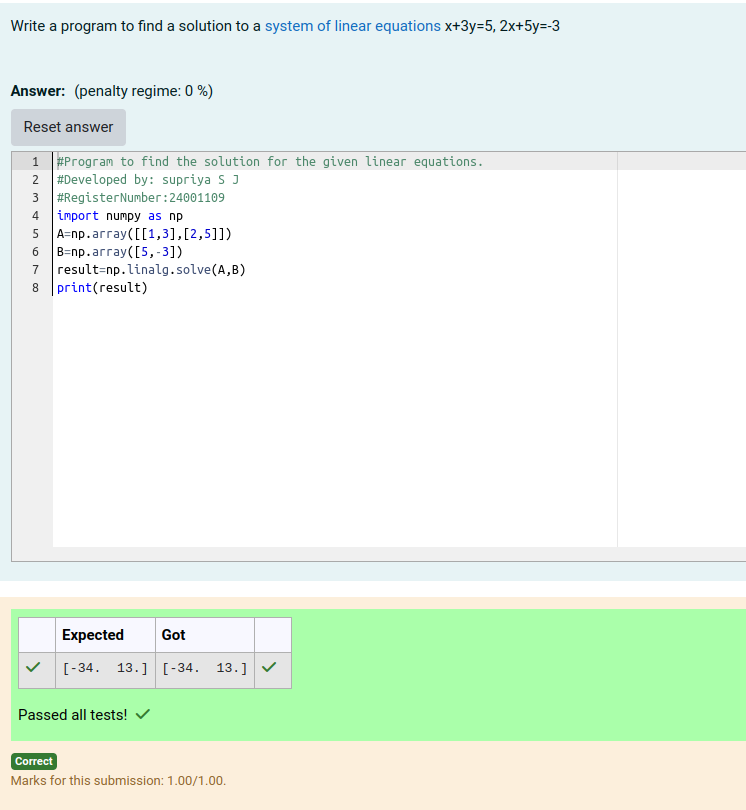 Write a program to find a solution to a system of linear equations x+3y=5, 2x+5y=-3
Answer: (penalty regime: 0 %)
Reset answer
1 #Program to find the solution for the given linear equations.
2 #Developed by: supriya S J
3 #RegisterNumber:24001109
4 import numpy as np
5 A=np.array([[1,3],[2,5]])
6 B=np.array([5,-3])
7 result=np.linalg.solve(A,B)
8 print(result)
Expected Got
[-34.  13.] [-34.  13.]
Passed all tests!
Correct
Marks for this submission: 1.00/1.00.